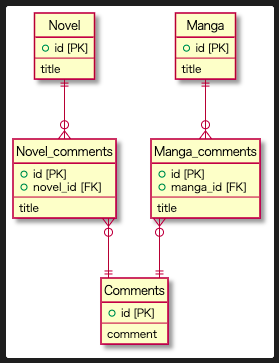 Novel
id [PK]
title
Manga
id [PK]
title
Novel_comments
id [PK]
novel_id [FK]
title
Manga_comments
id [PK]
manga_id [FK]
title
Comments
id [PK]
comment